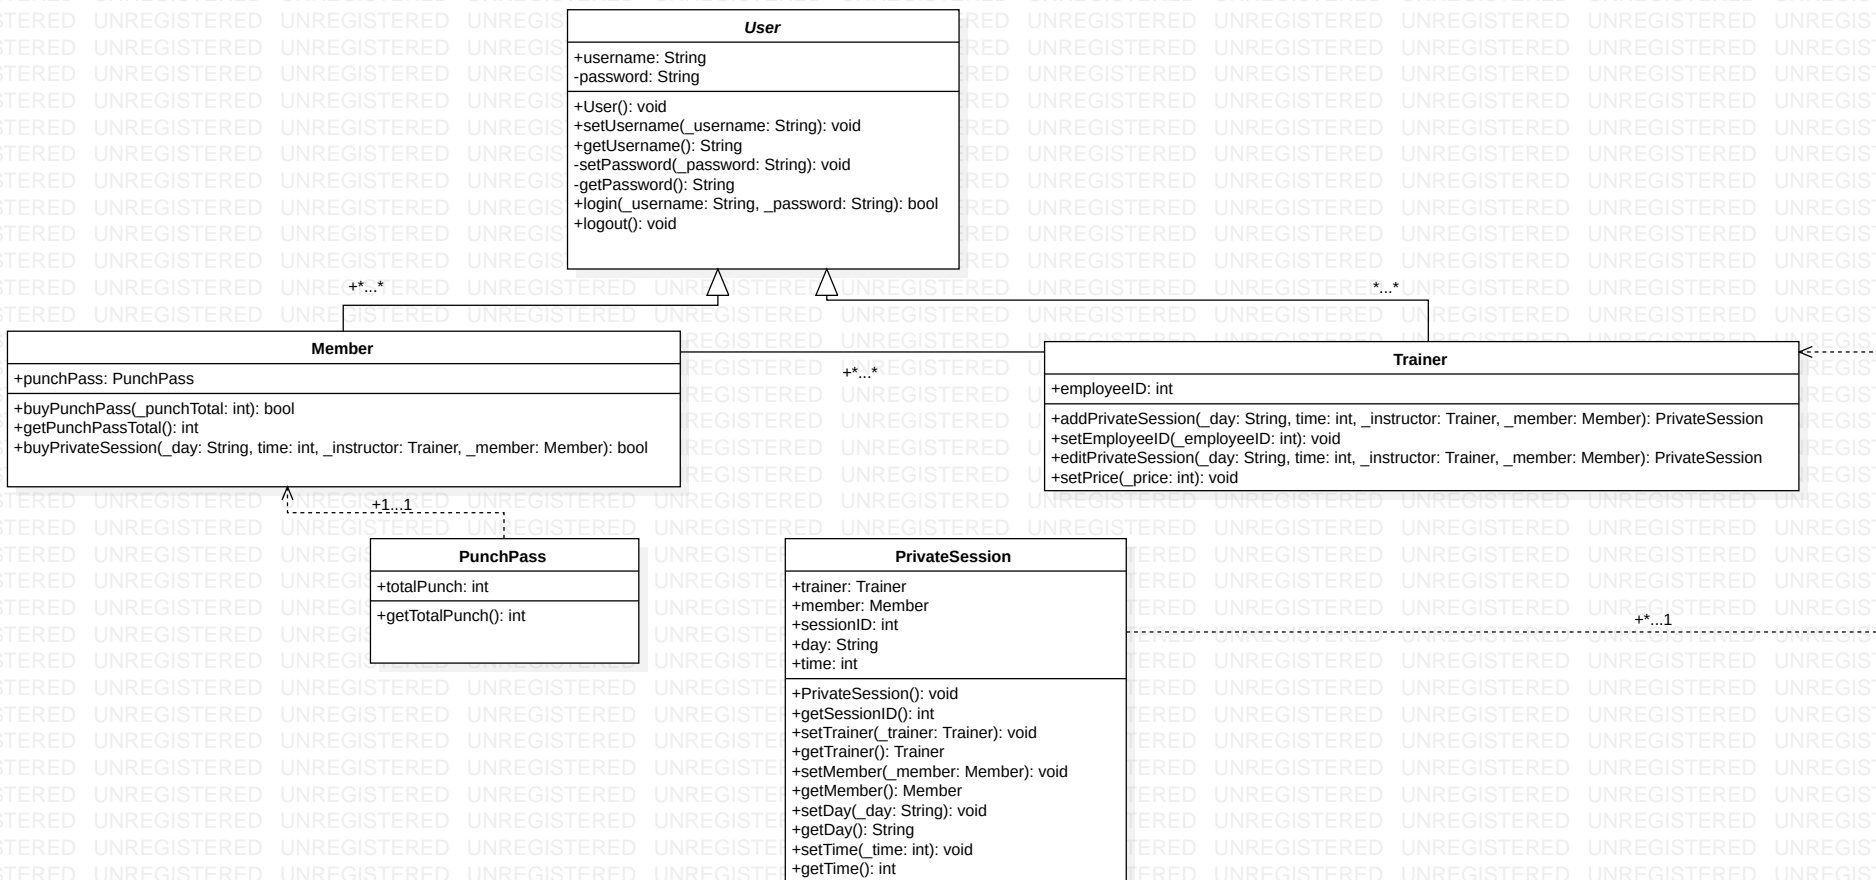 User
+username: String
-password: String
+User(): void
+setUsername(_username: String): void
+getUsername(): String
-setPassword(_password: String): void
-getPassword(): String
+login(_username: String, _password: String): bool
+logout(): void
+*...*
*...*
Member
+punchPass: PunchPass
+buyPunchPass(_punchTotal: int): bool
+getPunchPassTotal(): int
+buyPrivateSession(_day: String, time: int, _instructor: Trainer, _member: Member): bool
+*...*
Trainer
+employeeID: int
+addPrivateSession(_day: String, time: int, _instructor: Trainer, _member: Member): PrivateSession
+setEmployeeID(_employeeID: int): void
+editPrivateSession(_day: String, time: int, _instructor: Trainer, _member: Member): PrivateSession
+setPrice(_price: int): void
+1...1
PunchPass
+totalPunch: int
+getTotalPunch(): int
PrivateSession
+trainer: Trainer
+member: Member
+sessionID: int
+day: String
+time: int
+PrivateSession(): void
+getSessionID(): int
+setTrainer(_trainer: Trainer): void
+getTrainer(): Trainer
+setMember(_member: Member): void
+getMember(): Member
+setDay(_day: String): void
+getDay(): String
+setTime(_time: int): void
+getTime(): int
+*...1
UNREGISTERED